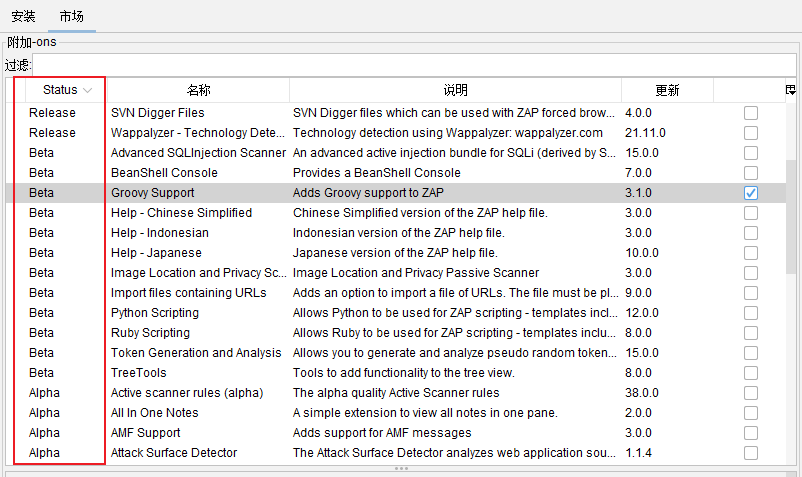 安装 市场
附加-ons
过滤:
Status 名称 说明 更新
Release SVN Digger Files SVN Digger files which can be used with ZAP forced brow... 4.0.0
Release Wappalyzer - Technology Dete... Technology detection using Wappalyzer: wappalyzer.com 21.11.0
Beta Advanced SQLInjection Scanner An advanced active injection bundle for SQLi (derived by S... 15.0.0
Beta BeanShell Console Provides a BeanShell Console 7.0.0
Beta Groovy Support Adds Groovy support to ZAP 3.1.0
Beta Help - Chinese Simplified Chinese Simplified version of the ZAP help file. 3.0.0
Beta Help - Indonesian Indonesian version of the ZAP help file. 3.0.0
Beta Help - Japanese Japanese version of the ZAP help file. 10.0.0
Beta Image Location and Privacy Sc... Image Location and Privacy Passive Scanner 3.0.0
Beta Import files containing URLs Adds an option to import a file of URLs. The file must be pl... 9.0.0
Beta Python Scripting Allows Python to be used for ZAP scripting - templates inclu... 12.0.0
Beta Ruby Scripting Allows Ruby to be used for ZAP scripting - templates inclu... 8.0.0
Beta Token Generation and Analysis Allows you to generate and analyze pseudo random token... 15.0.0
Beta TreeTools Tools to add functionality to the tree view. 8.0.0
Alpha Active scanner rules (alpha) The alpha quality Active Scanner rules 38.0.0
Alpha All In One Notes A simple extension to view all notes in one pane. 2.0.0
Alpha AMF Support Adds support for AMF messages 3.0.0
Alpha Attack Surface Detector The Attack Surface Detector analyzes web application sou... 1.1.4